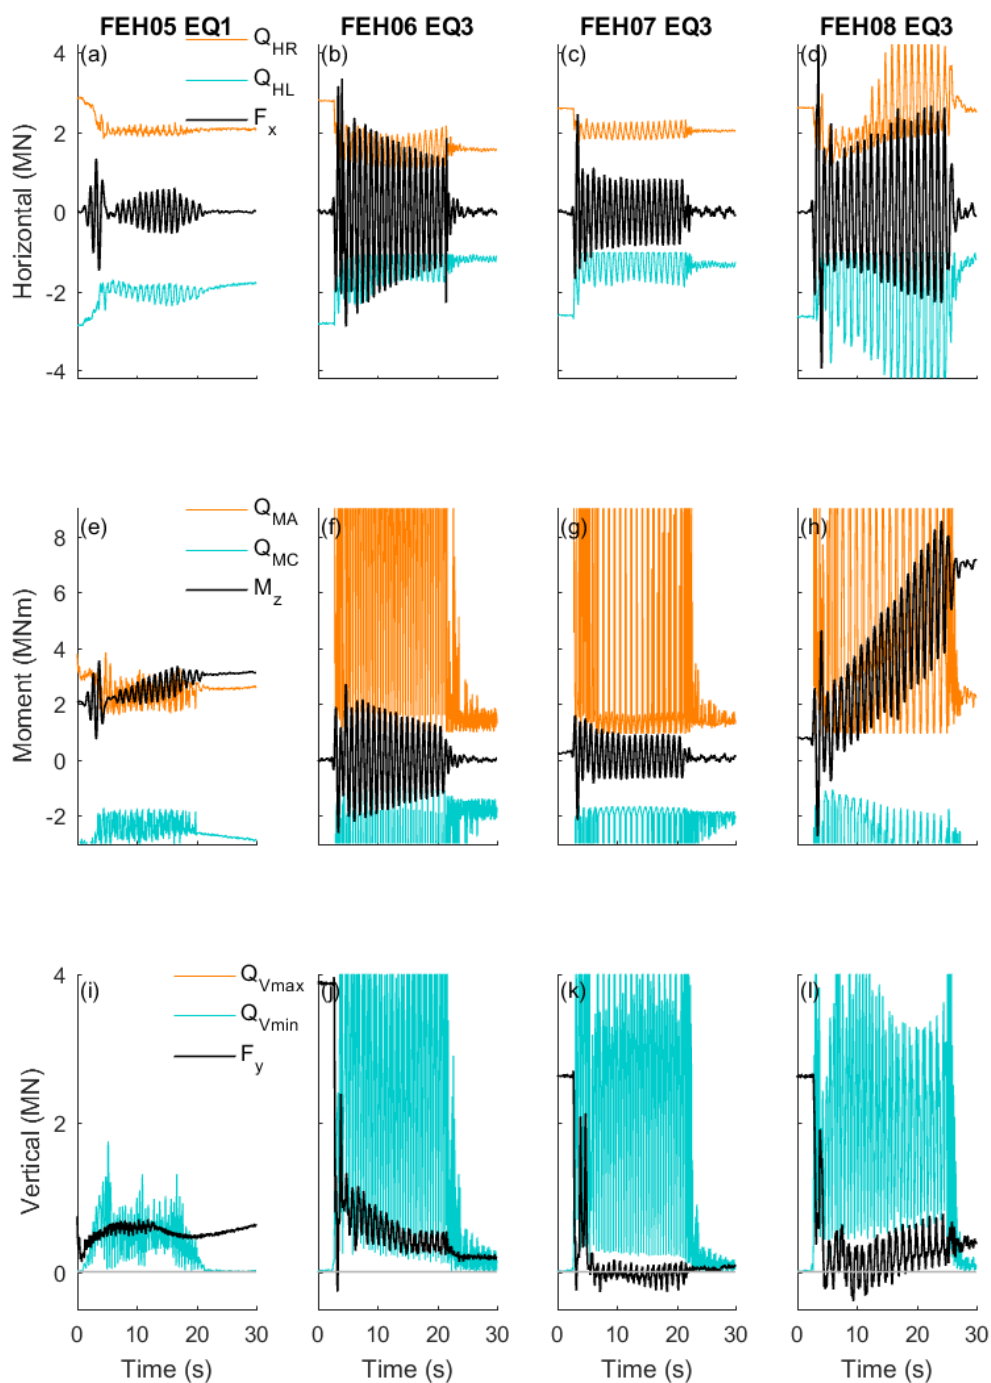 FEH05 EQ1 FEH06 EQ3 FEH07 EQ3 FEH08 EQ3
(a) (b) (c) (d)
Q_HR
Q_HL
F_x
Horizontal (MN)
4
2
0
-2
-4
(e) (f) (g) (h)
Q_MA
Q_MC
M_z
Moment (MNm)
8
6
4
2
0
-2
(i) (j) (k) (l)
Q_Vmax
Q_Vmin
F_y
Vertical (MN)
4
2
0
0 10 20 30 0 10 20 30 0 10 20 30 0 10 20 30
Time (s) Time (s) Time (s) Time (s)